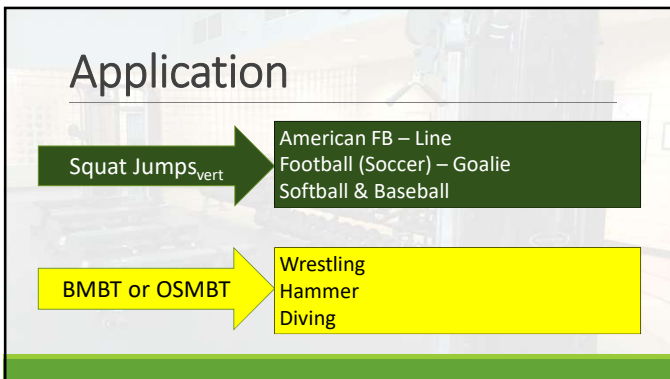 Application
Squat Jumpsvert
American FB – Line
Football (Soccer) – Goalie
Softball & Baseball
BMBT or OSMBT
Wrestling
Hammer
Diving